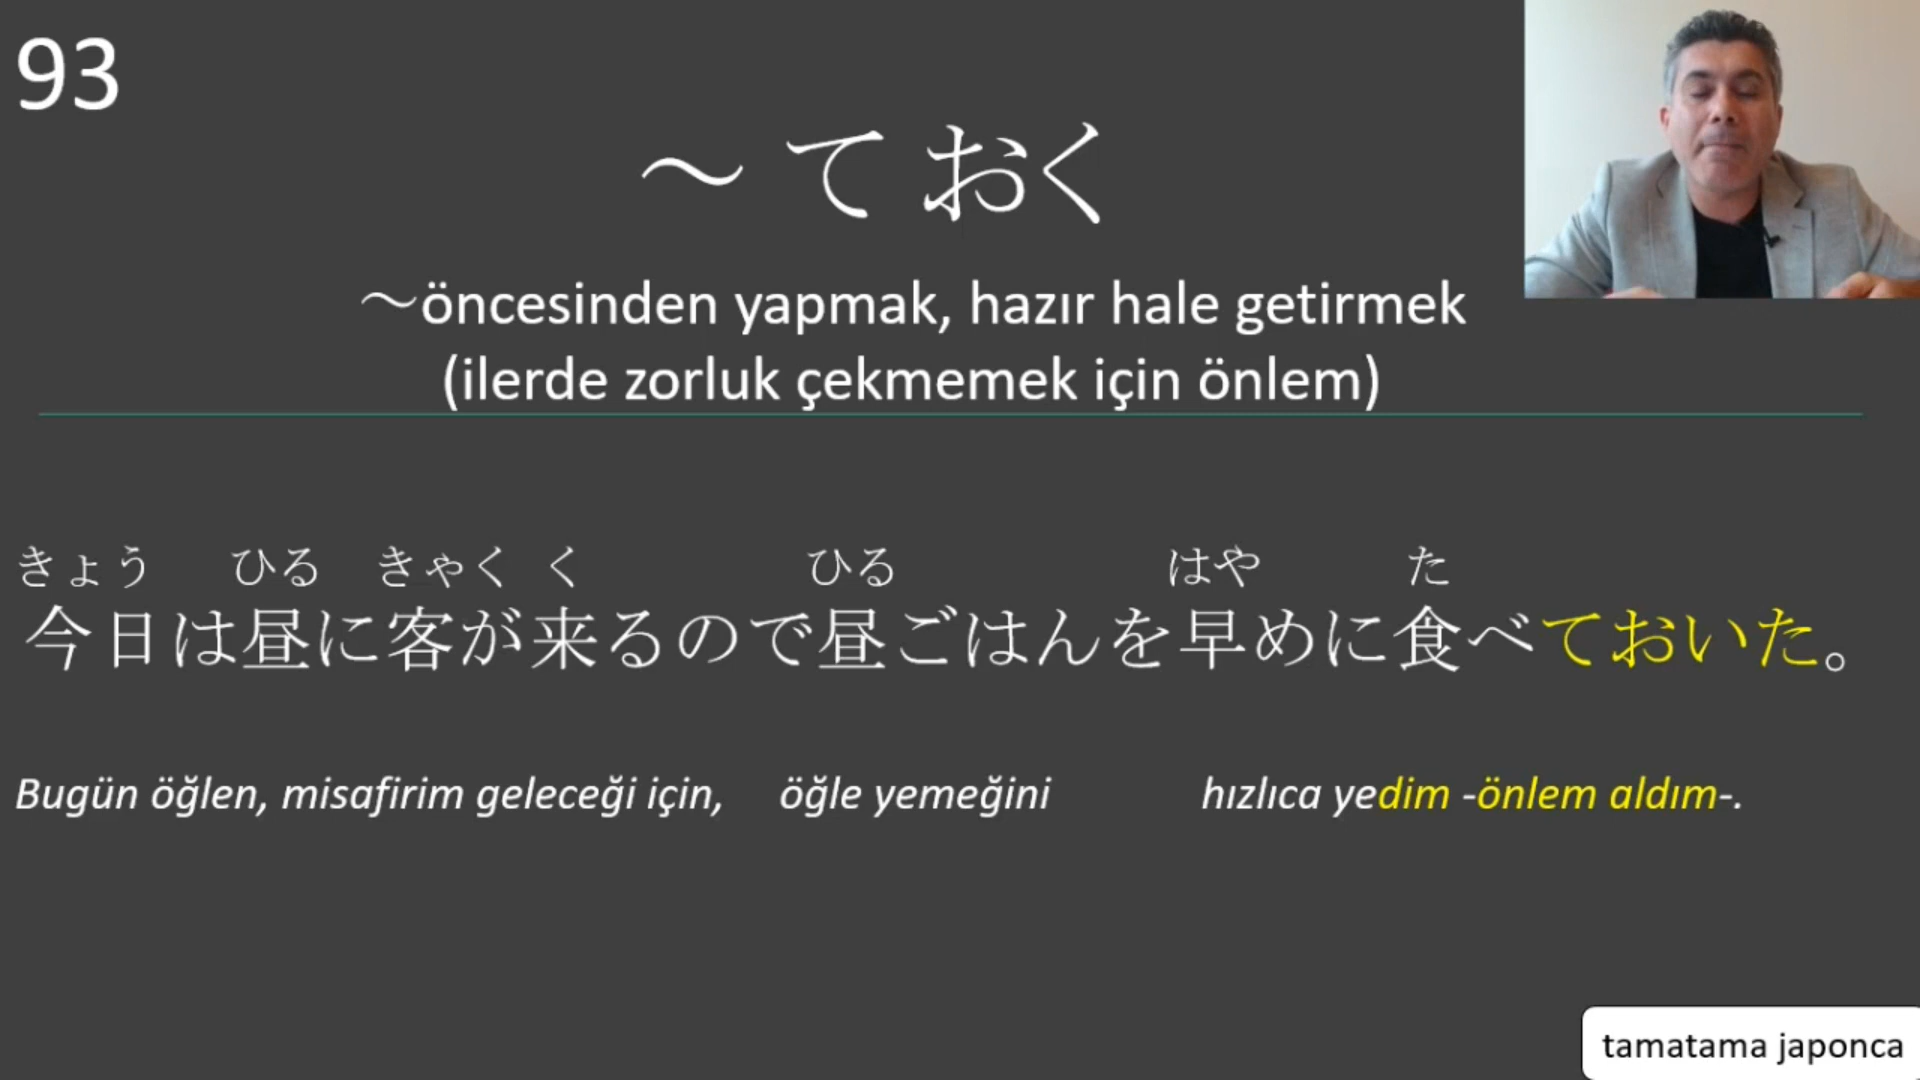 93
～ て おく
～öncesinden yapmak, hazır hale getirmek
(ilerde zorluk çekmemek için önlem)
きょう ひる きゃく く ひる はや た
今日は昼に客が来るので昼ごはんを早めに食べておいた。
Bugün öğlen, misafirim geleceği için, öğle yemeğini hızlıca yedim -önlem aldım-.
tamatama japonca